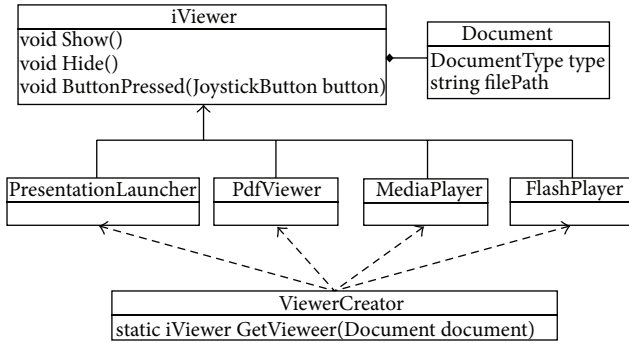 iViewer
void Show()
void Hide()
void ButtonPressed(JoystickButton button)
Document
DocumentType type
string filePath
PresentationLauncher
PdfViewer
MediaPlayer
FlashPlayer
ViewerCreator
static iViewer GetVieweer(Document document)